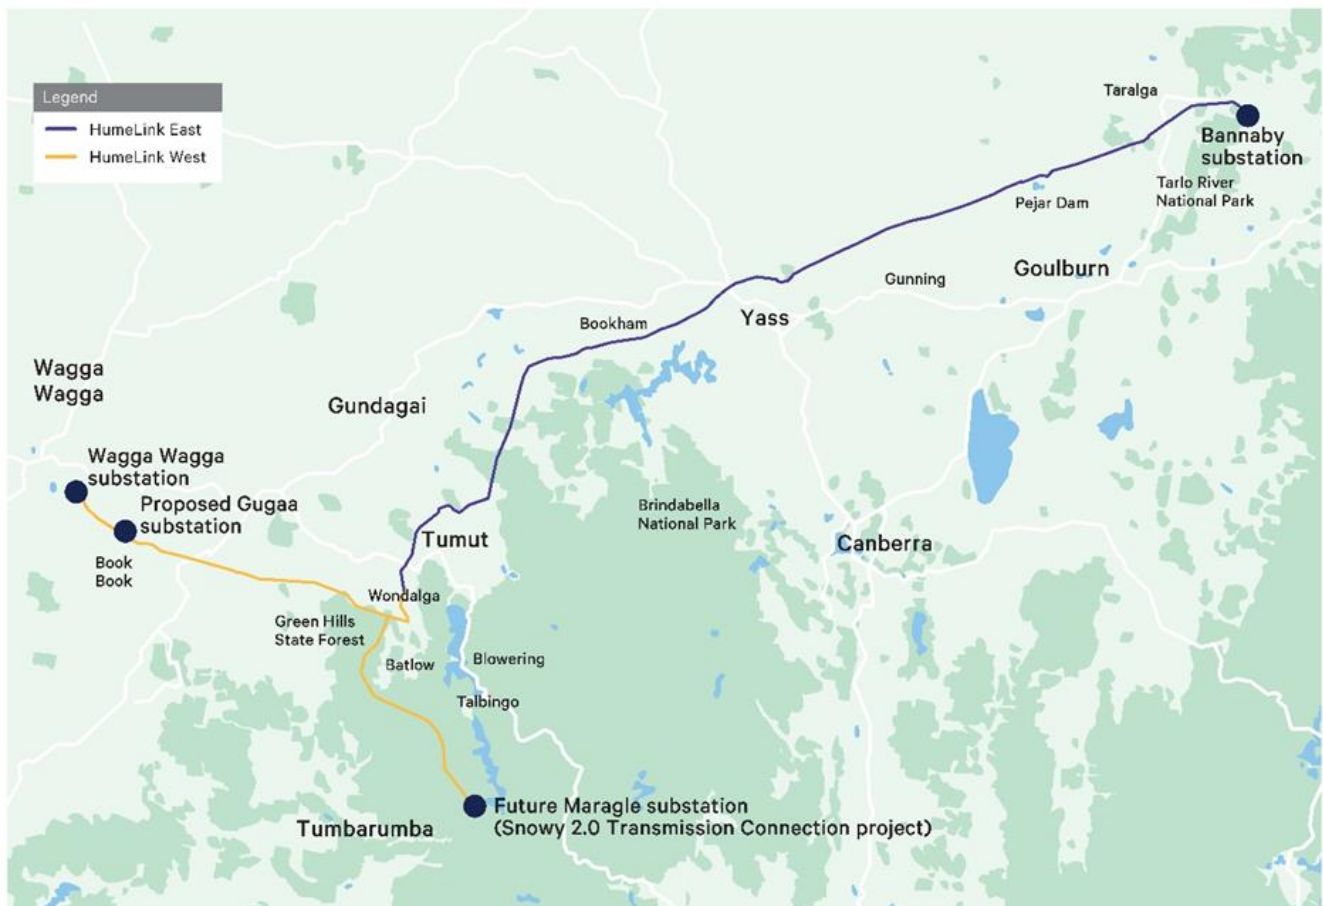 Legend
HumeLink East
HumeLink West
Taralga
Bannaby
substation
Tarlo River
National Park
Pejar Dam
Goulburn
Gunning
Yass
Bookham
Wagga
Wagga
Gundagai
Wagga Wagga
substation
Proposed Gugaa
substation
Book
Book
Brindabella
National Park
Tumut
Canberra
Wondalga
Green Hills
State Forest
Batlow
Blowering
Talbingo
Future Maragle substation
(Snowy 2.0 Transmission Connection project)
Tumbarumba